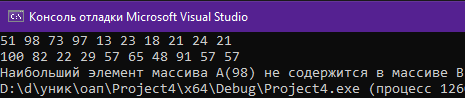 Консоль отладки Microsoft Visual Studio
51 98 73 97 13 23 18 21 24 21
100 82 22 29 57 65 48 91 57 57
Наибольший элемент массива A(98) не содержится в массиве B
D:\d\уник\оап\Project4\x64\Debug\Project4.exe (процесс 126